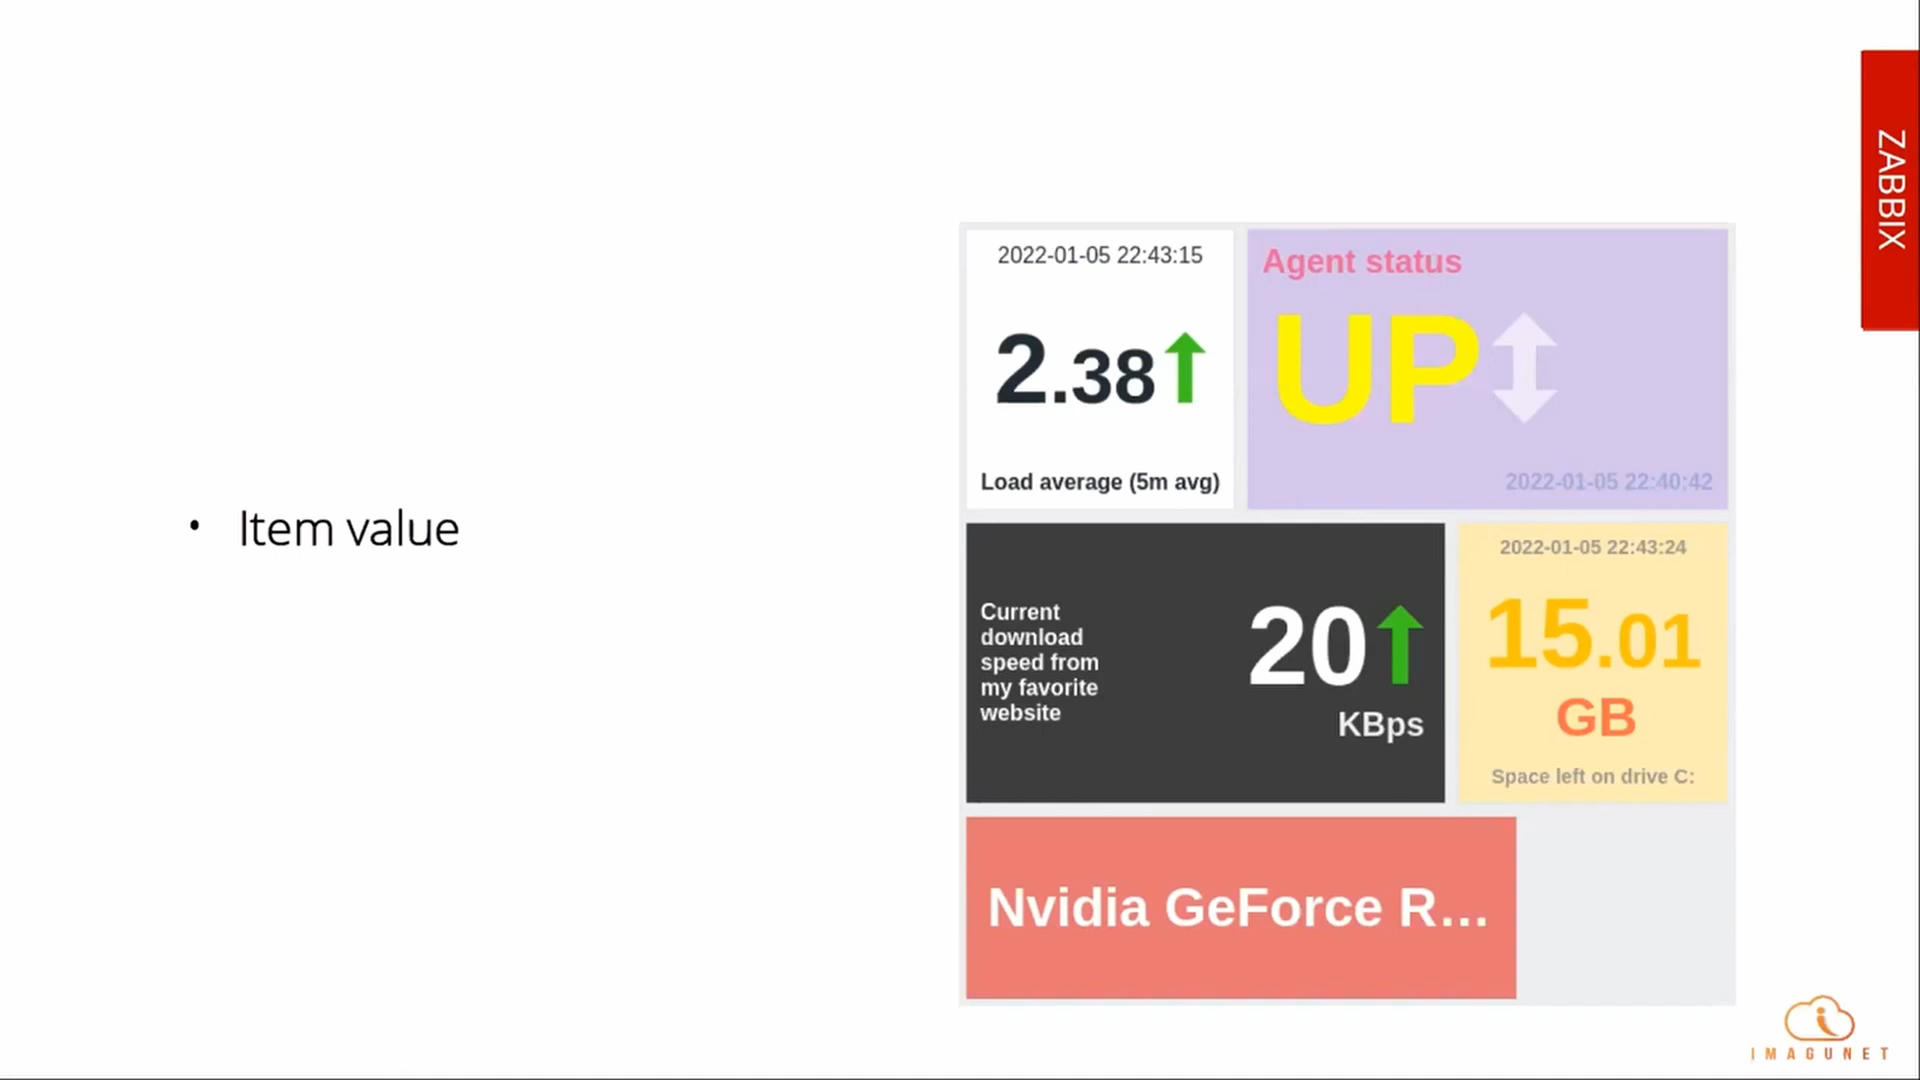 ZABBIX
• Item value
2022-01-05 22:43:15
2.38
Load average (5m avg)
Agent status
UP
2022-01-05 22:40:42
Current
download
speed from
my favorite
website
20
KBps
2022-01-05 22:43:24
15.01
GB
Space left on drive C:
Nvidia GeForce R...
IMAGUNET